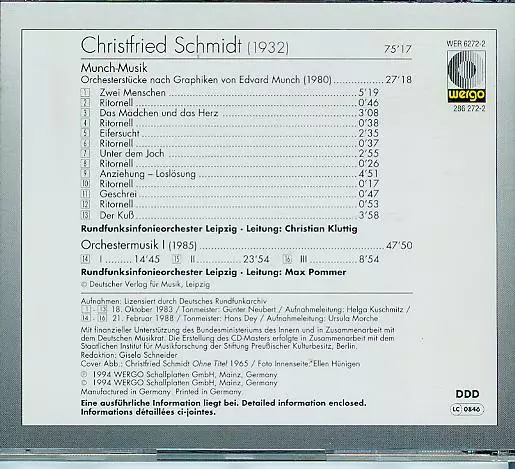 Christfried Schmidt (1932) 75'17
WER 6272-2
wergo
286 272-2
Munch-Musik
Orchesterstücke nach Graphiken von Edvard Munch (1980) 27'18
1 Zwei Menschen 5'19
2 Ritornell 0'46
3 Das Mädchen und das Herz 3'08
4 Ritornell 0'38
5 Eifersucht 2'35
6 Ritornell 0'37
7 Unter dem Joch 2'55
8 Ritornell 0'26
9 Anziehung – Loslösung 4'51
10 Ritornell 0'17
11 Geschrei 0'47
12 Ritornell 0'53
13 Der Kuß 3'58
Rundfunksinfonieorchester Leipzig · Leitung: Christian Kluttig
Orchestermusik I (1985) 47'50
14 I 14'45 15 II 23'54 16 III 8'54
Rundfunksinfonieorchester Leipzig · Leitung: Max Pommer
© Deutscher Verlag für Musik, Leipzig
Aufnahmen: Lizensiert durch Deutsches Rundfunkarchiv
1 - 13 18. Oktober 1983 / Tonmeister: Günter Neubert / Aufnahmeleitung: Helga Kuschmitz /
14 - 16 21. Februar 1988 / Tonmeister: Hans Dey / Aufnahmeleitung: Ursula Morche
Mit finanzieller Unterstützung des Bundesministeriums des Innern und in Zusammenarbeit mit
dem Deutschen Musikrat. Die Erstellung des CD-Masters erfolgte in Zusammenarbeit mit dem
Staatlichen Institut für Musikforschung der Stiftung Preußischer Kulturbesitz, Berlin.
Redaktion: Gisela Schneider
Cover Abb.: Christfried Schmidt Ohne Titel 1965 / Foto Innenseite: Ellen Hünigen
℗ 1994 WERGO Schallplatten GmbH, Mainz, Germany
© 1994 WERGO Schallplatten GmbH, Mainz, Germany
Manufactured in Germany. Printed in Germany.
Eine ausführliche Information liegt bei. Detailed information enclosed.
Informations détaillées ci-jointes.
DDD
LC 0846